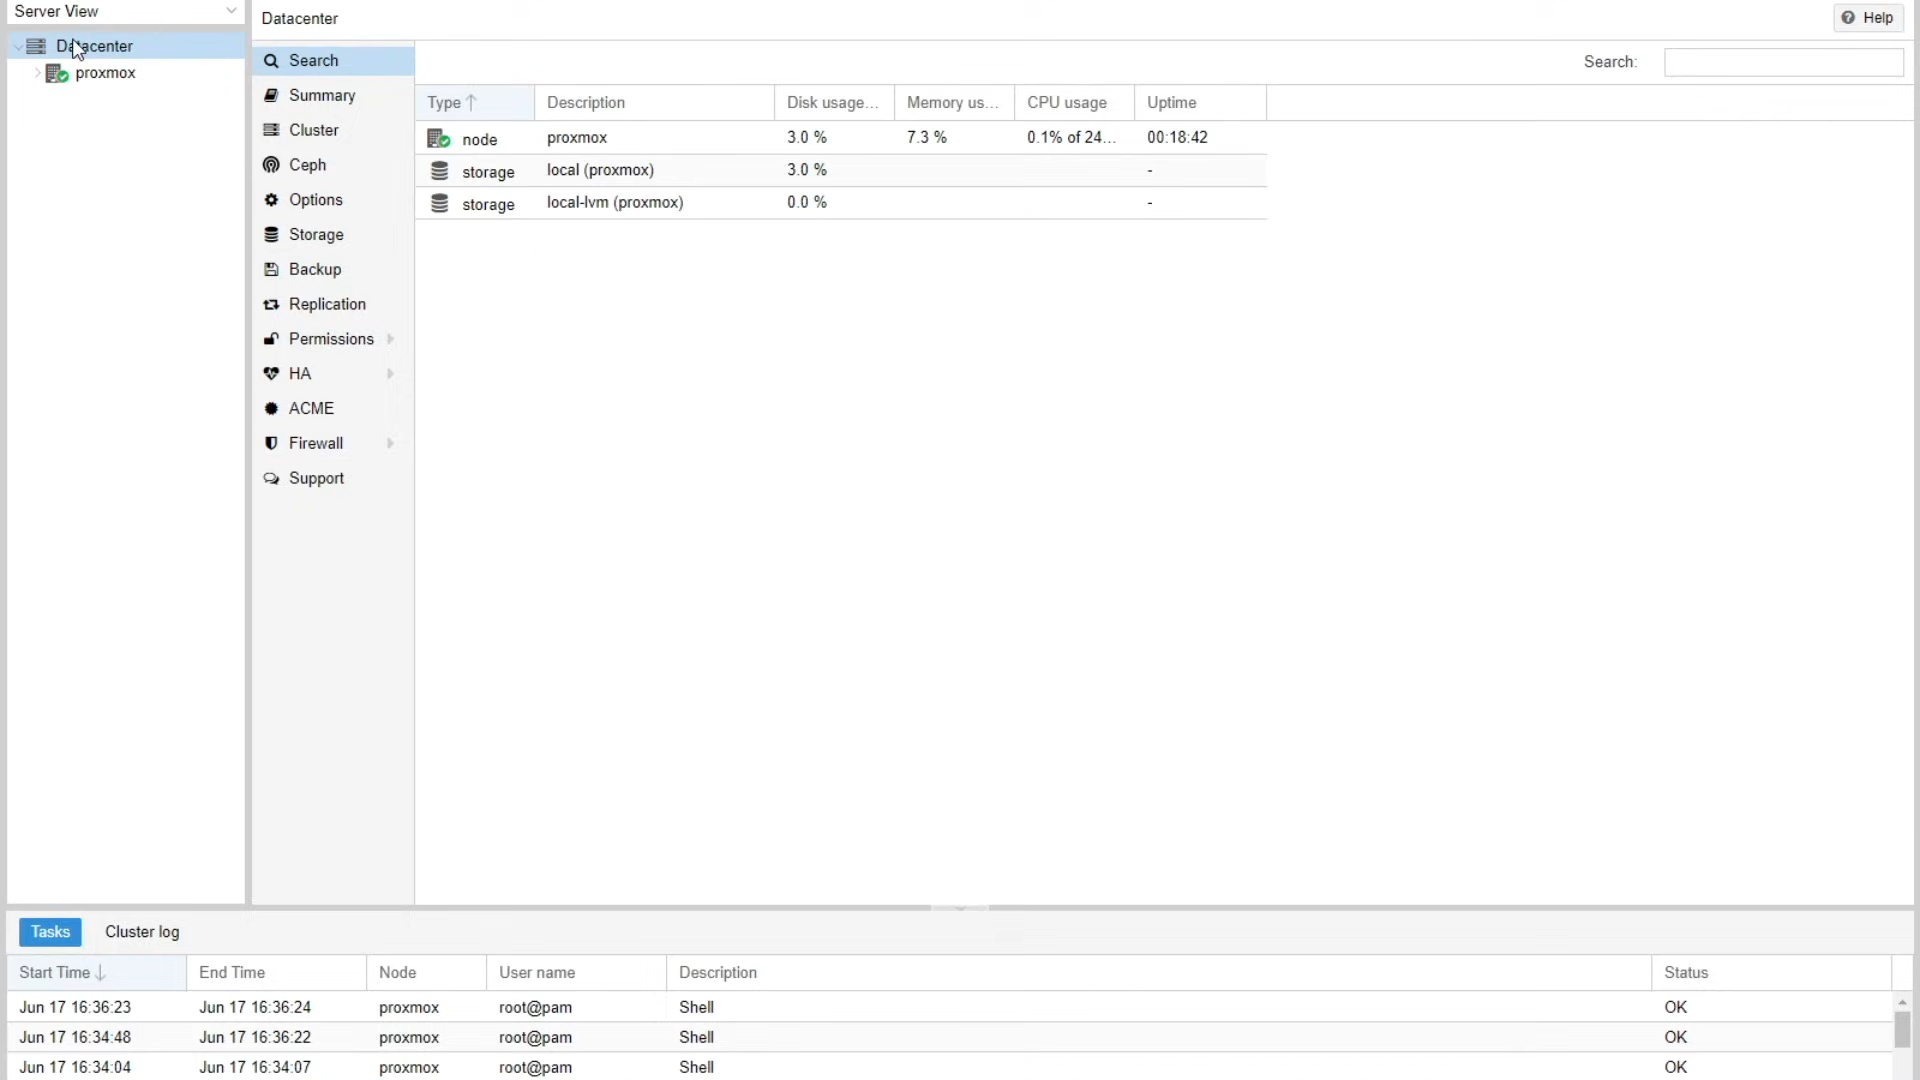 Server View
Datacenter
proxmox
Datacenter
Help
Search
Summary
Cluster
Ceph
Options
Storage
Backup
Replication
Permissions
HA
ACME
Firewall
Support
Search:
Type Description Disk usage... Memory us... CPU usage Uptime
node proxmox 3.0 % 7.3 % 0.1% of 24... 00:18:42
storage local (proxmox) 3.0 % -
storage local-lvm (proxmox) 0.0 % -
Tasks Cluster log
Start Time End Time Node User name Description Status
Jun 17 16:36:23 Jun 17 16:36:24 proxmox root@pam Shell OK
Jun 17 16:34:48 Jun 17 16:36:22 proxmox root@pam Shell OK
Jun 17 16:34:04 Jun 17 16:34:07 proxmox root@pam Shell OK